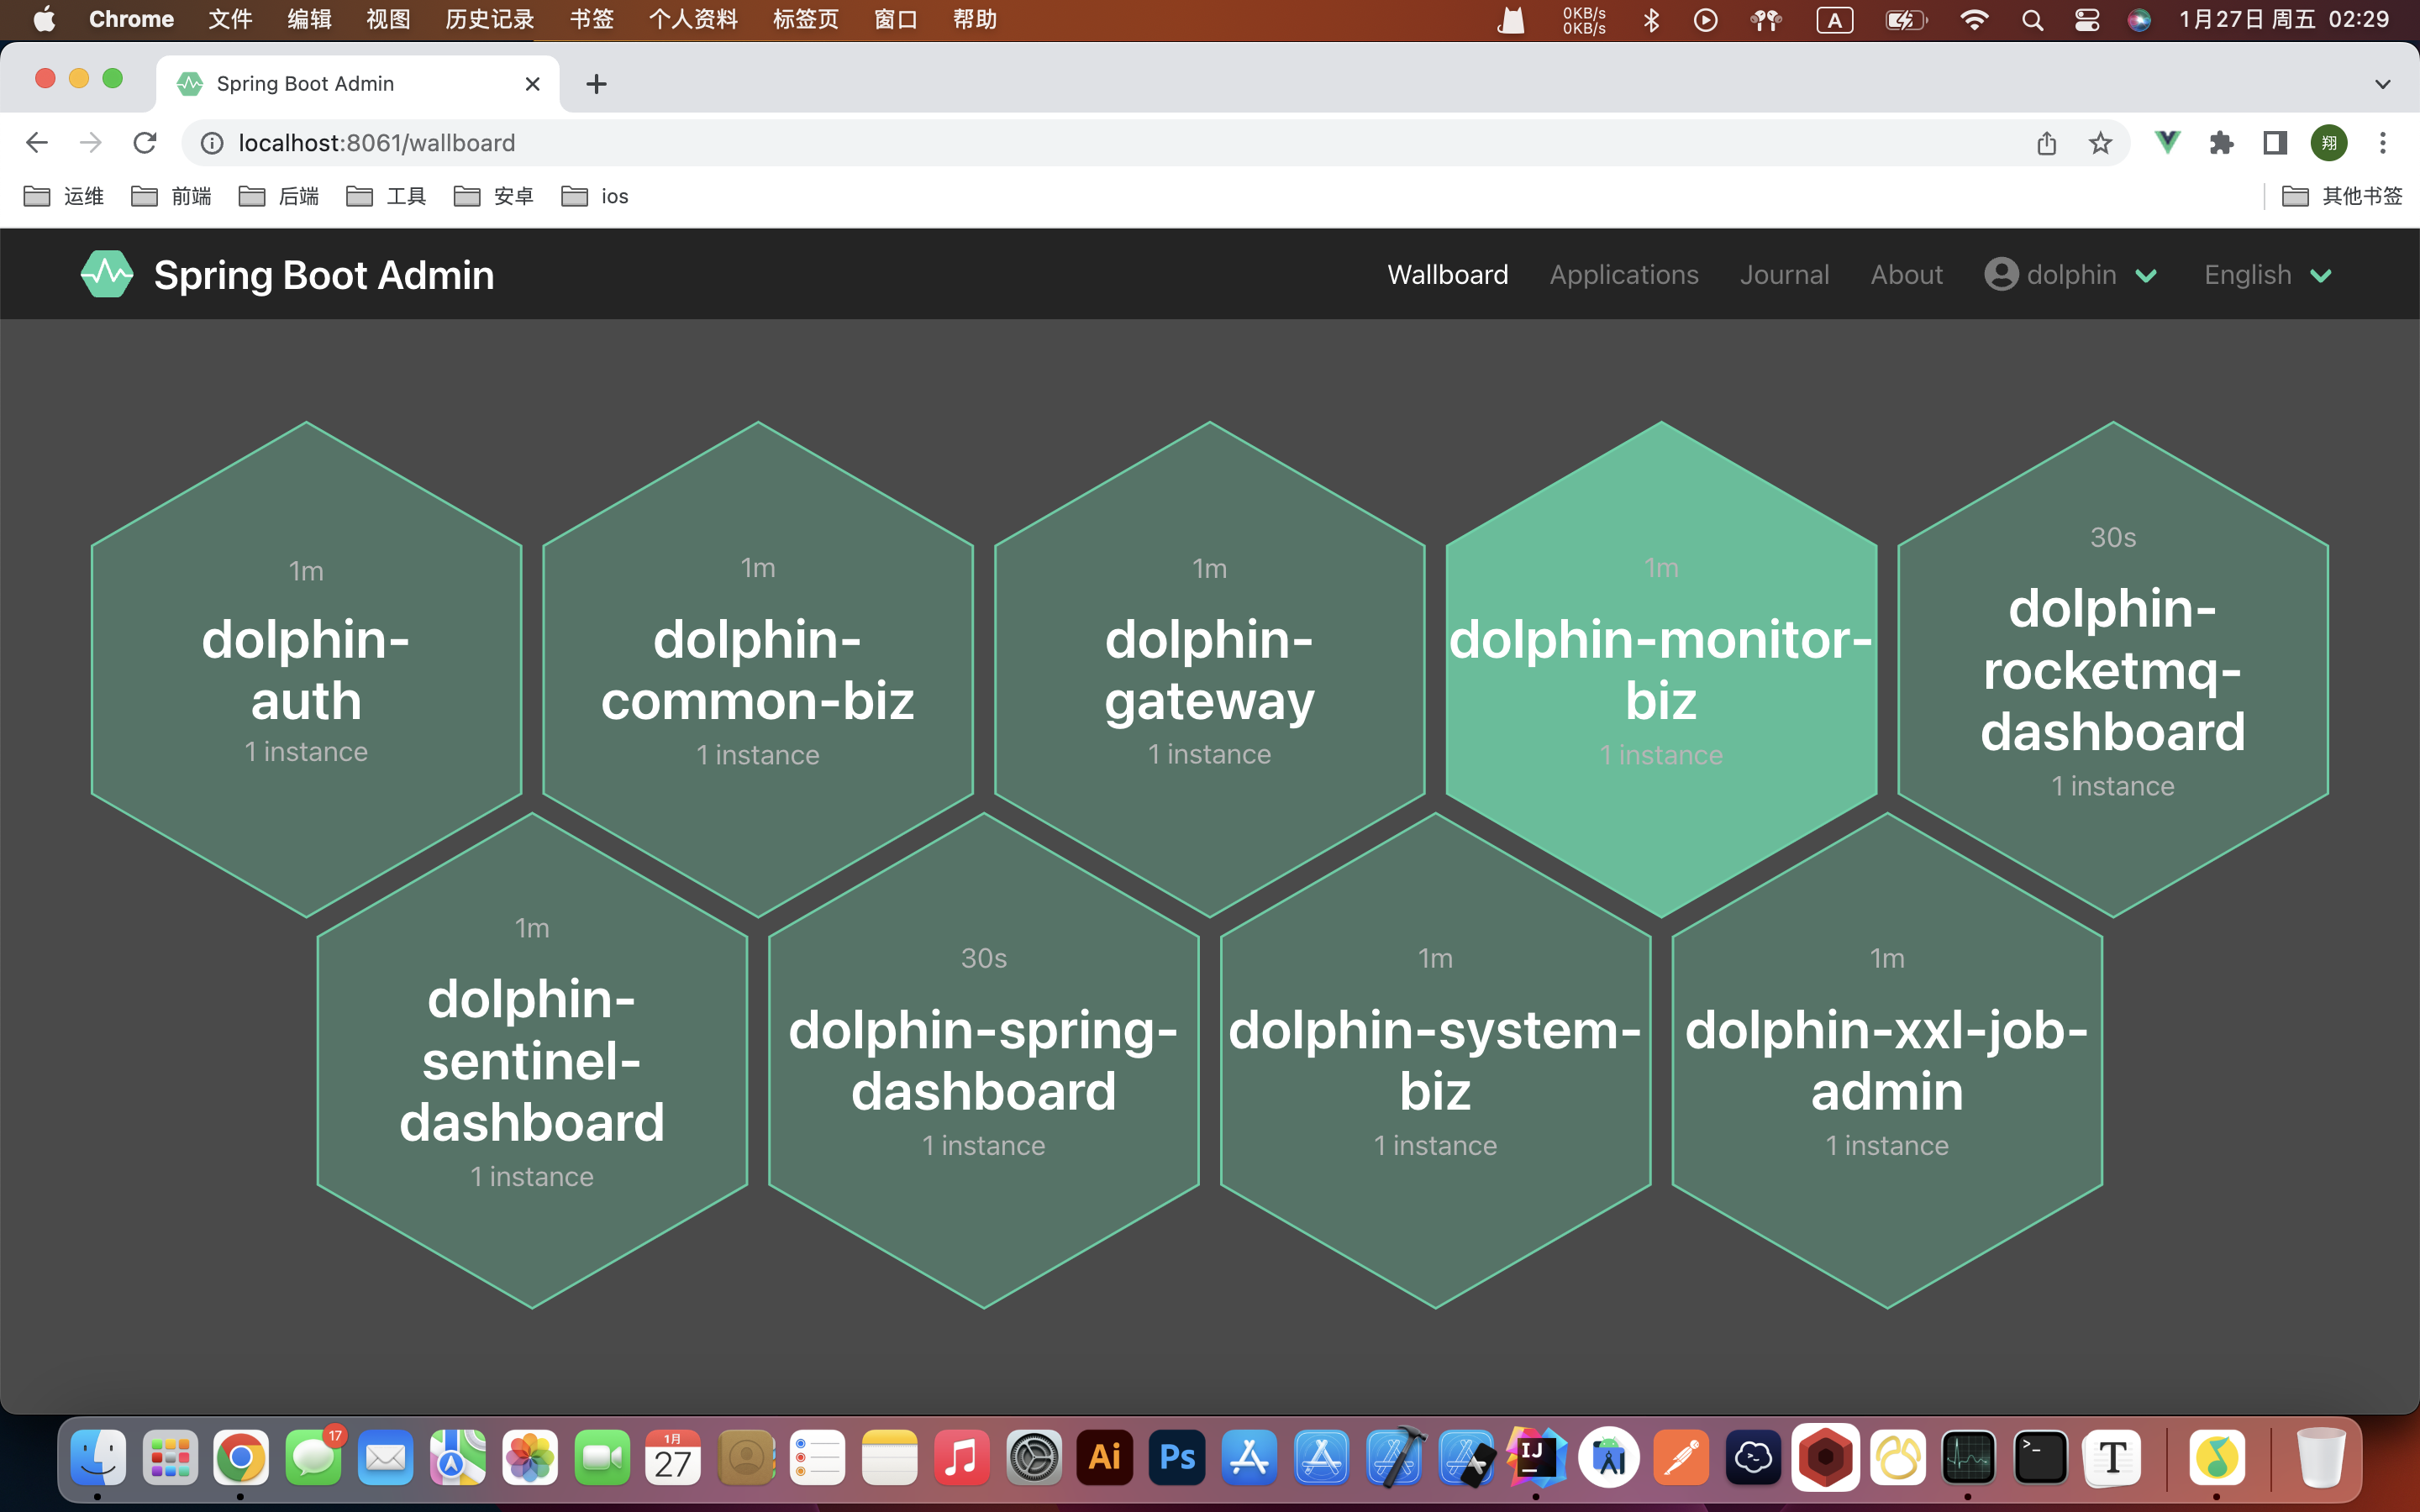 Chrome 文件 编辑 视图 历史记录 书签 个人资料 标签页 窗口 帮助
0KB/s
0KB/s
A
1月27日 周五 02:29
Spring Boot Admin
localhost:8061/wallboard
翔
运维 前端 后端 工具 安卓 ios 其他书签
Spring Boot Admin
Wallboard Applications Journal About dolphin English
1m
dolphin-
auth
1 instance
1m
dolphin-
common-biz
1 instance
1m
dolphin-
gateway
1 instance
1m
dolphin-monitor-
biz
1 instance
30s
dolphin-
rocketmq-
dashboard
1 instance
1m
dolphin-
sentinel-
dashboard
1 instance
30s
dolphin-spring-
dashboard
1 instance
1m
dolphin-system-
biz
1 instance
1m
dolphin-xxl-job-
admin
1 instance
17
1月
27
Ai
Ps
IJ
>_
T